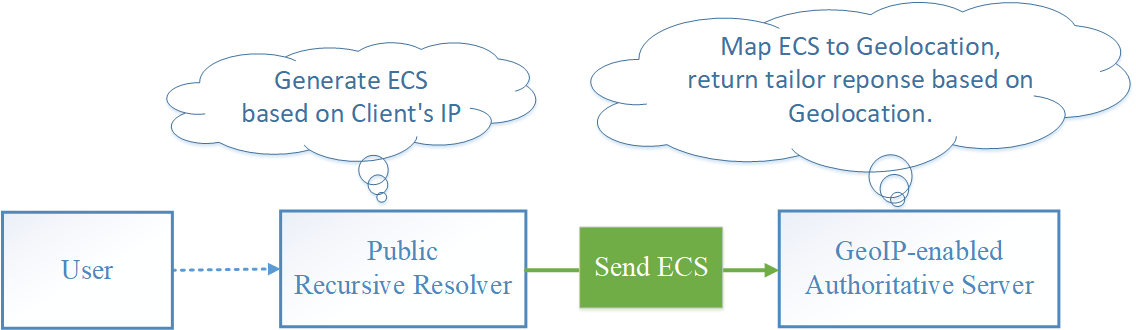 Generate ECS
based on Client's IP
Map ECS to Geolocation,
return tailor reponse based on
Geolocation.
User
Public
Recursive Resolver
Send ECS
GeoIP-enabled
Authoritative Server